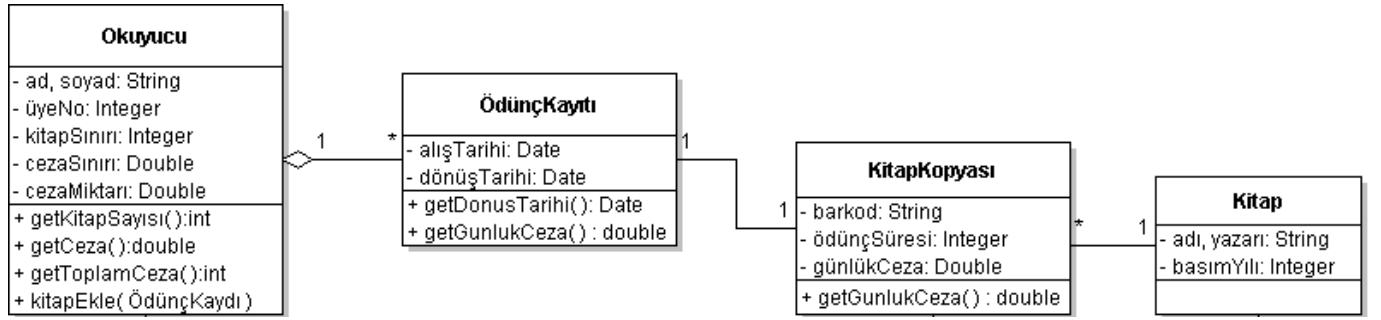 Okuyucu
- ad, soyad: String
- üyeNo: Integer
- kitapSınırı: Integer
- cezaSınırı: Double
- cezaMiktarı: Double
+ getKitapSayısı():int
+ getCeza():double
+ getToplamCeza():int
+ kitapEkle( ÖdünçKaydı )
1
*
ÖdünçKayıtı
- alışTarihi: Date
- dönüşTarihi: Date
+ getDonusTarihi(): Date
+ getGunlukCeza() : double
1
1
KitapKopyası
- barkod: String
- ödünçSüresi: Integer
- günlükCeza: Double
+ getGunlukCeza() : double
*
1
Kitap
- adı, yazarı: String
- basımYılı: Integer